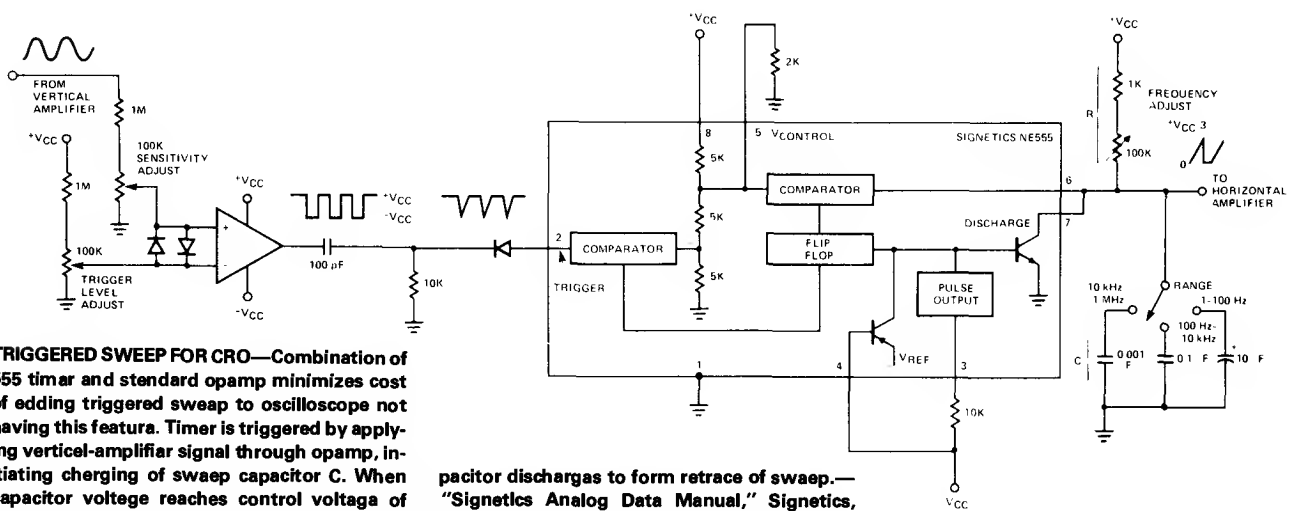 FROM
VERTICAL
AMPLIFIER
1M
+VCC
100K
SENSITIVITY
ADJUST
1M
100K
TRIGGER
LEVEL
ADJUST
+VCC
+
-
-VCC
+VCC
-VCC
100 pF
10K
+VCC
2K
8
5 VCONTROL
SIGNETICS NE555
5K
COMPARATOR
6
5K
DISCHARGE
7
2
COMPARATOR
FLIP
FLOP
5K
PULSE
OUTPUT
TRIGGER
VREF
1
4
3
10K
VCC
+VCC
1K
FREQUENCY
ADJUST
R
+VCC 3
100K
0
TO
HORIZONTAL
AMPLIFIER
RANGE
10 kHz
1 MHz
1-100 Hz
100 Hz-
10 kHz
C
0 001
F
0 1 F
+
10 F
TRIGGERED SWEEP FOR CRO—Combination of
555 timar and stendard opamp minimizes cost
of edding triggered sweap to oscilloscope not
having this featura. Timer is triggered by apply-
ng verticel-amplifiar signal through opamp, in-
tiating cherging of swaep capacitor C. When
apacitor voltege reaches control voltaga of
pacitor dischargas to form retrace of swaep.—
"Signetics Analog Data Manual," Signetics,